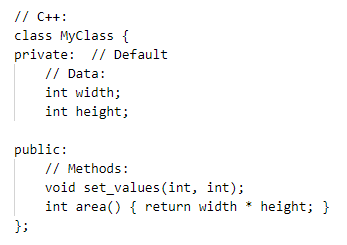 // C++:
class MyClass {
private:  // Default
    // Data:
    int width;
    int height;

public:
    // Methods:
    void set_values(int, int);
    int area() { return width * height; }
};